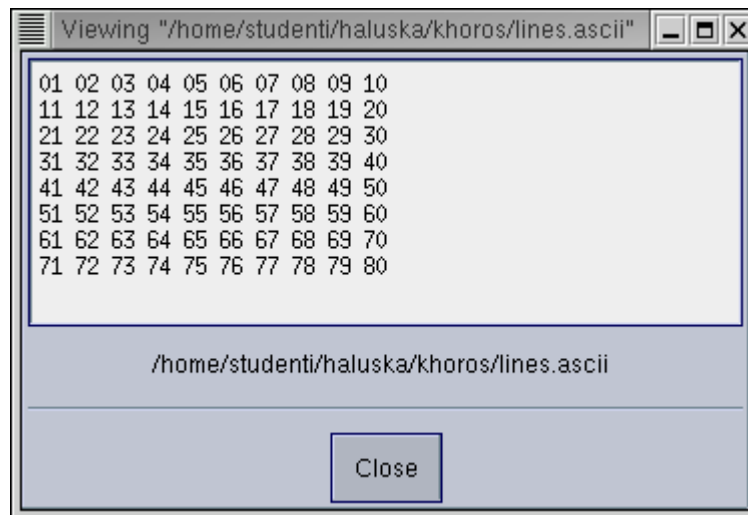 Viewing "/home/studenti/haluska/khoros/lines.ascii"
01 02 03 04 05 06 07 08 09 10
11 12 13 14 15 16 17 18 19 20
21 22 23 24 25 26 27 28 29 30
31 32 33 34 35 36 37 38 39 40
41 42 43 44 45 46 47 48 49 50
51 52 53 54 55 56 57 58 59 60
61 62 63 64 65 66 67 68 69 70
71 72 73 74 75 76 77 78 79 80
/home/studenti/haluska/khoros/lines.ascii
Close